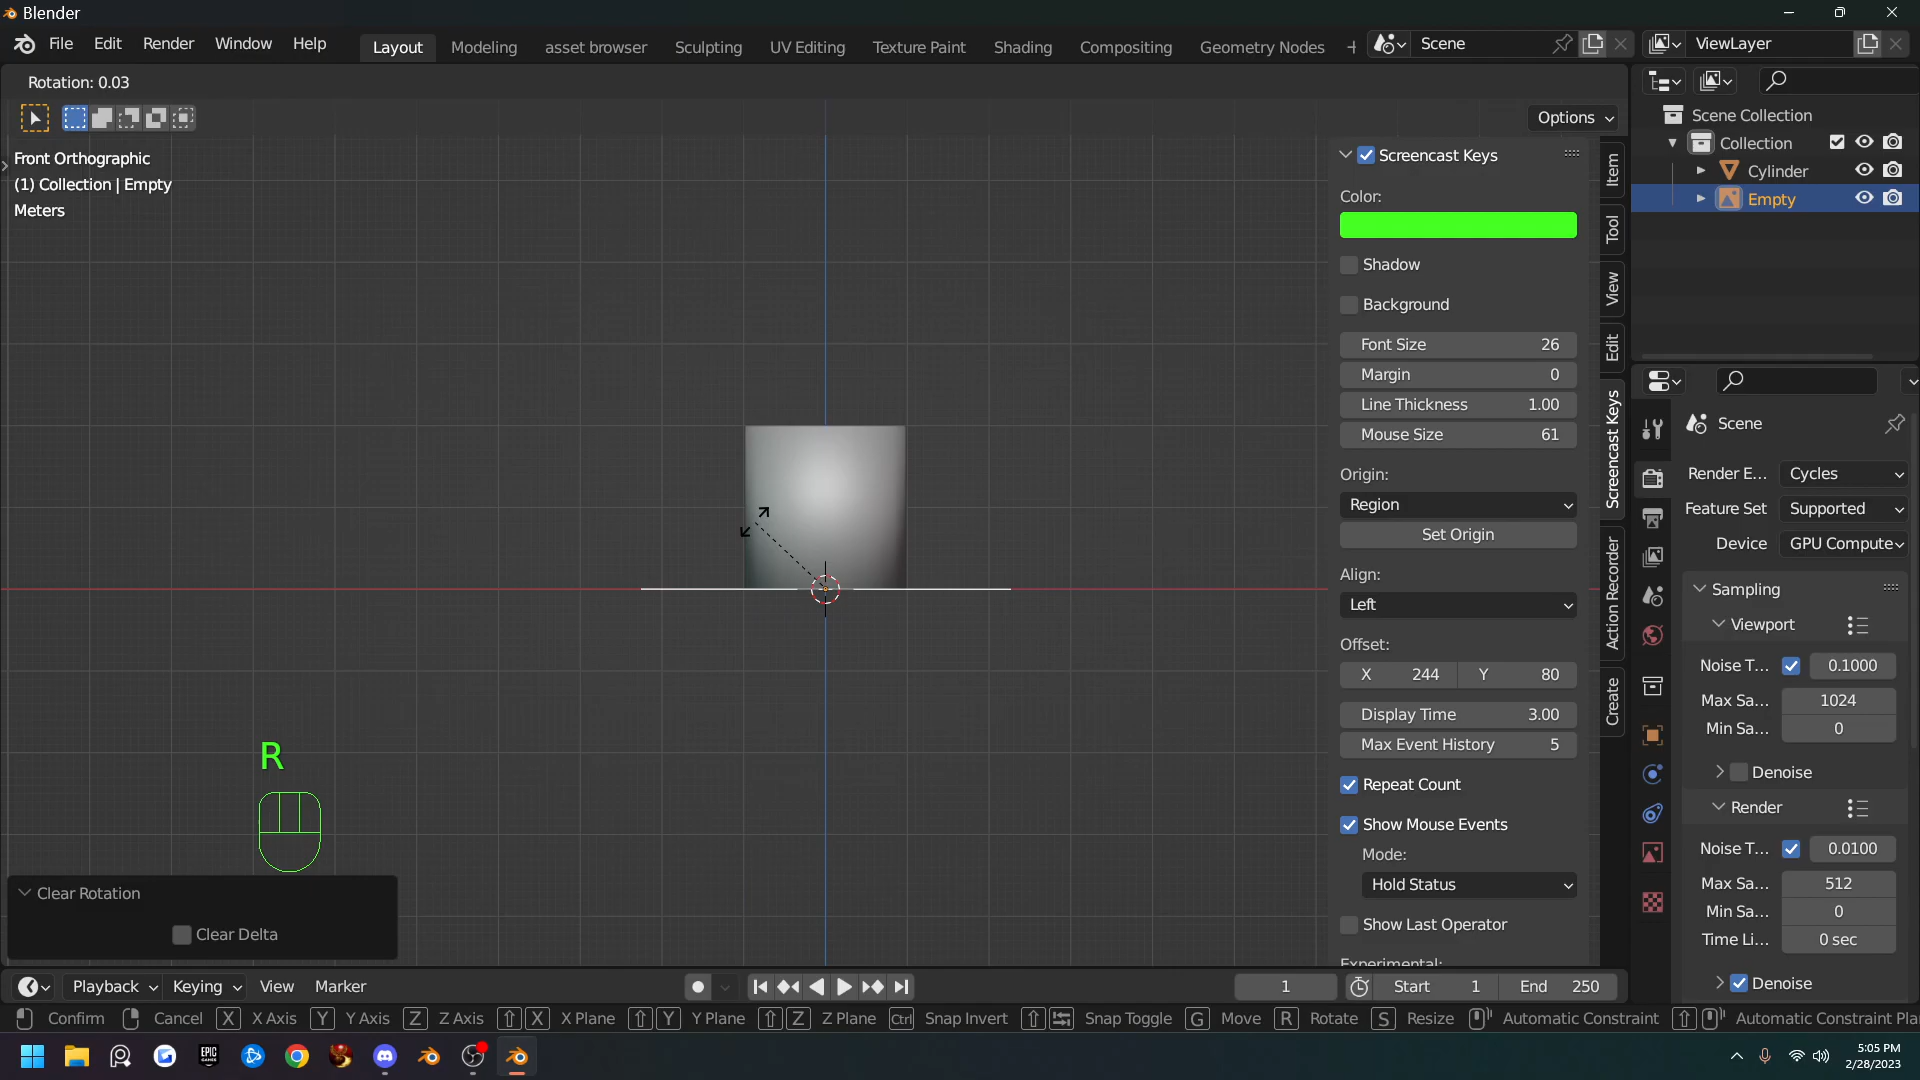 Blender
File Edit Render Window Help
Layout Modeling asset browser Sculpting UV Editing Texture Paint Shading Compositing Geometry Nodes
Scene
ViewLayer
Rotation: 0.03
Options
Front Orthographic
(1) Collection | Empty
Meters
R
Clear Rotation
Clear Delta
Screencast Keys
Color:
Shadow
Background
Font Size 26
Margin 0
Line Thickness 1.00
Mouse Size 61
Origin:
Region
Set Origin
Align:
Left
Offset:
X 244 Y 80
Display Time 3.00
Max Event History 5
Repeat Count
Show Mouse Events
Mode:
Hold Status
Show Last Operator
Experimental:
Item
Tool
View
Edit
Screencast Keys
Action Recorder
Create
Scene Collection
Collection
Cylinder
Empty
Scene
Render E... Cycles
Feature Set Supported
Device GPU Compute
Sampling
Viewport
Noise T... 0.1000
Max Sa... 1024
Min Sa... 0
Denoise
Render
Noise T... 0.0100
Max Sa... 512
Min Sa... 0
Time Li... 0 sec
Denoise
Playback Keying View Marker
1 Start 1 End 250
Confirm Cancel X X Axis Y Y Axis Z Z Axis X X Plane Y Y Plane Z Z Plane Ctrl Snap Invert Snap Toggle G Move R Rotate S Resize Automatic Constraint Automatic Constraint Pla
EPIC GAMES
5:05 PM
2/28/2023